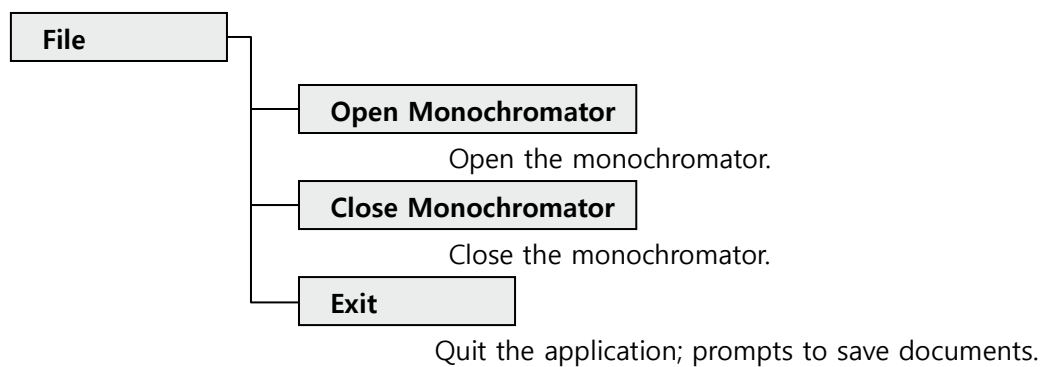 File
Open Monochromator
Open the monochromator.
Close Monochromator
Close the monochromator.
Exit
Quit the application; prompts to save documents.